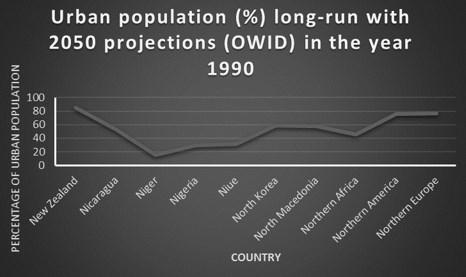 Urban population (%) long-run with
2050 projections (OWID) in the year
1990
PERCENTAGE OF URBAN POPULATION
100
80
60
40
20
0
New Zealand
Nicaragua
Niger
Nigeria
Niue
North Korea
North Macedonia
Northern Africa
Northern America
Northern Europe
COUNTRY